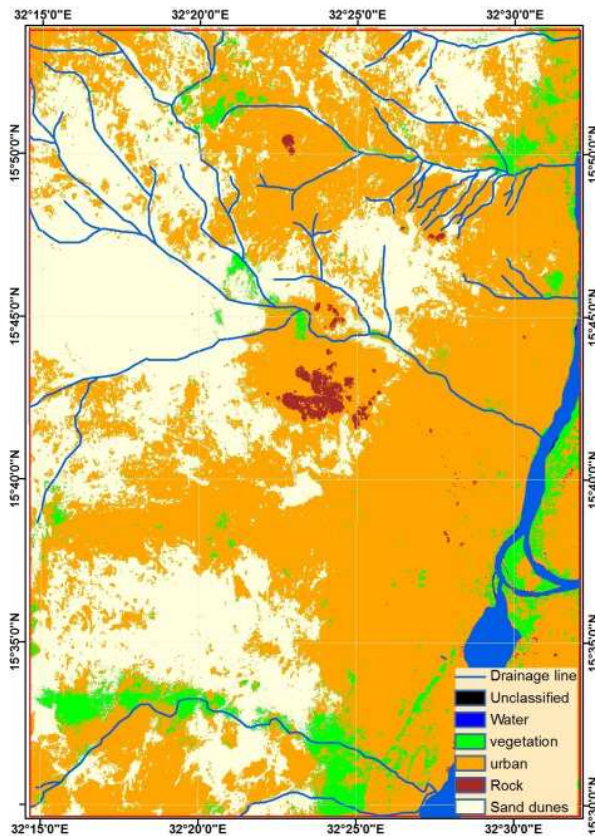 32°15'0"N 32°20'0"N 32°25'0"N 32°30'0"N
15°50'0"N 15°50'0"N
15°45'0"N 15°45'0"N
15°40'0"N 15°40'0"N
15°35'0"N 15°35'0"N
Drainage line
Unclassified
Water
vegetation
urban
Rock
Sand dunes
15°30'0"N 15°30'0"N
32°15'0"N 32°20'0"N 32°25'0"N 32°30'0"N